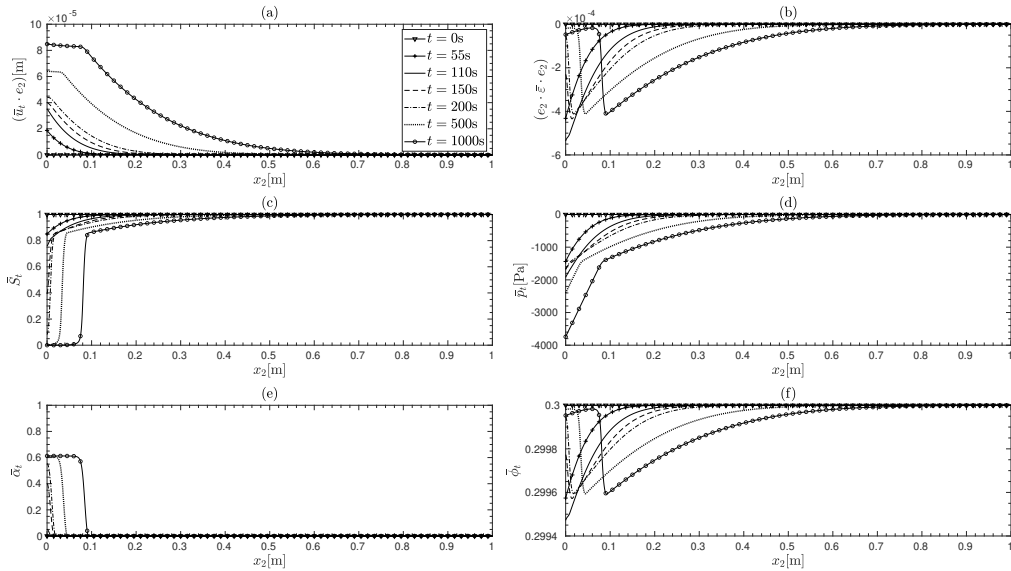 (a)
×10⁻⁵
10
8
6
4
2
0
(ū_t · e₂)[m]
0 0.1 0.2 0.3 0.4 0.5 0.6 0.7 0.8 0.9 1
x₂[m]
t = 0s
t = 55s
t = 110s
t = 150s
t = 200s
t = 500s
t = 1000s
(b)
×10⁻⁴
0
-2
-4
-6
(e₂ · ε̄ · e₂)
0 0.1 0.2 0.3 0.4 0.5 0.6 0.7 0.8 0.9 1
x₂[m]
(c)
1
0.8
0.6
0.4
0.2
0
S̄_t
0 0.1 0.2 0.3 0.4 0.5 0.6 0.7 0.8 0.9 1
x₂[m]
(d)
0
-1000
-2000
-3000
-4000
p̄_t[Pa]
0 0.1 0.2 0.3 0.4 0.5 0.6 0.7 0.8 0.9 1
x₂[m]
(e)
1
0.8
0.6
0.4
0.2
0
ᾱ_t
0 0.1 0.2 0.3 0.4 0.5 0.6 0.7 0.8 0.9 1
x₂[m]
(f)
0.3
0.2998
0.2996
0.2994
ϕ̄_t
0 0.1 0.2 0.3 0.4 0.5 0.6 0.7 0.8 0.9 1
x₂[m]